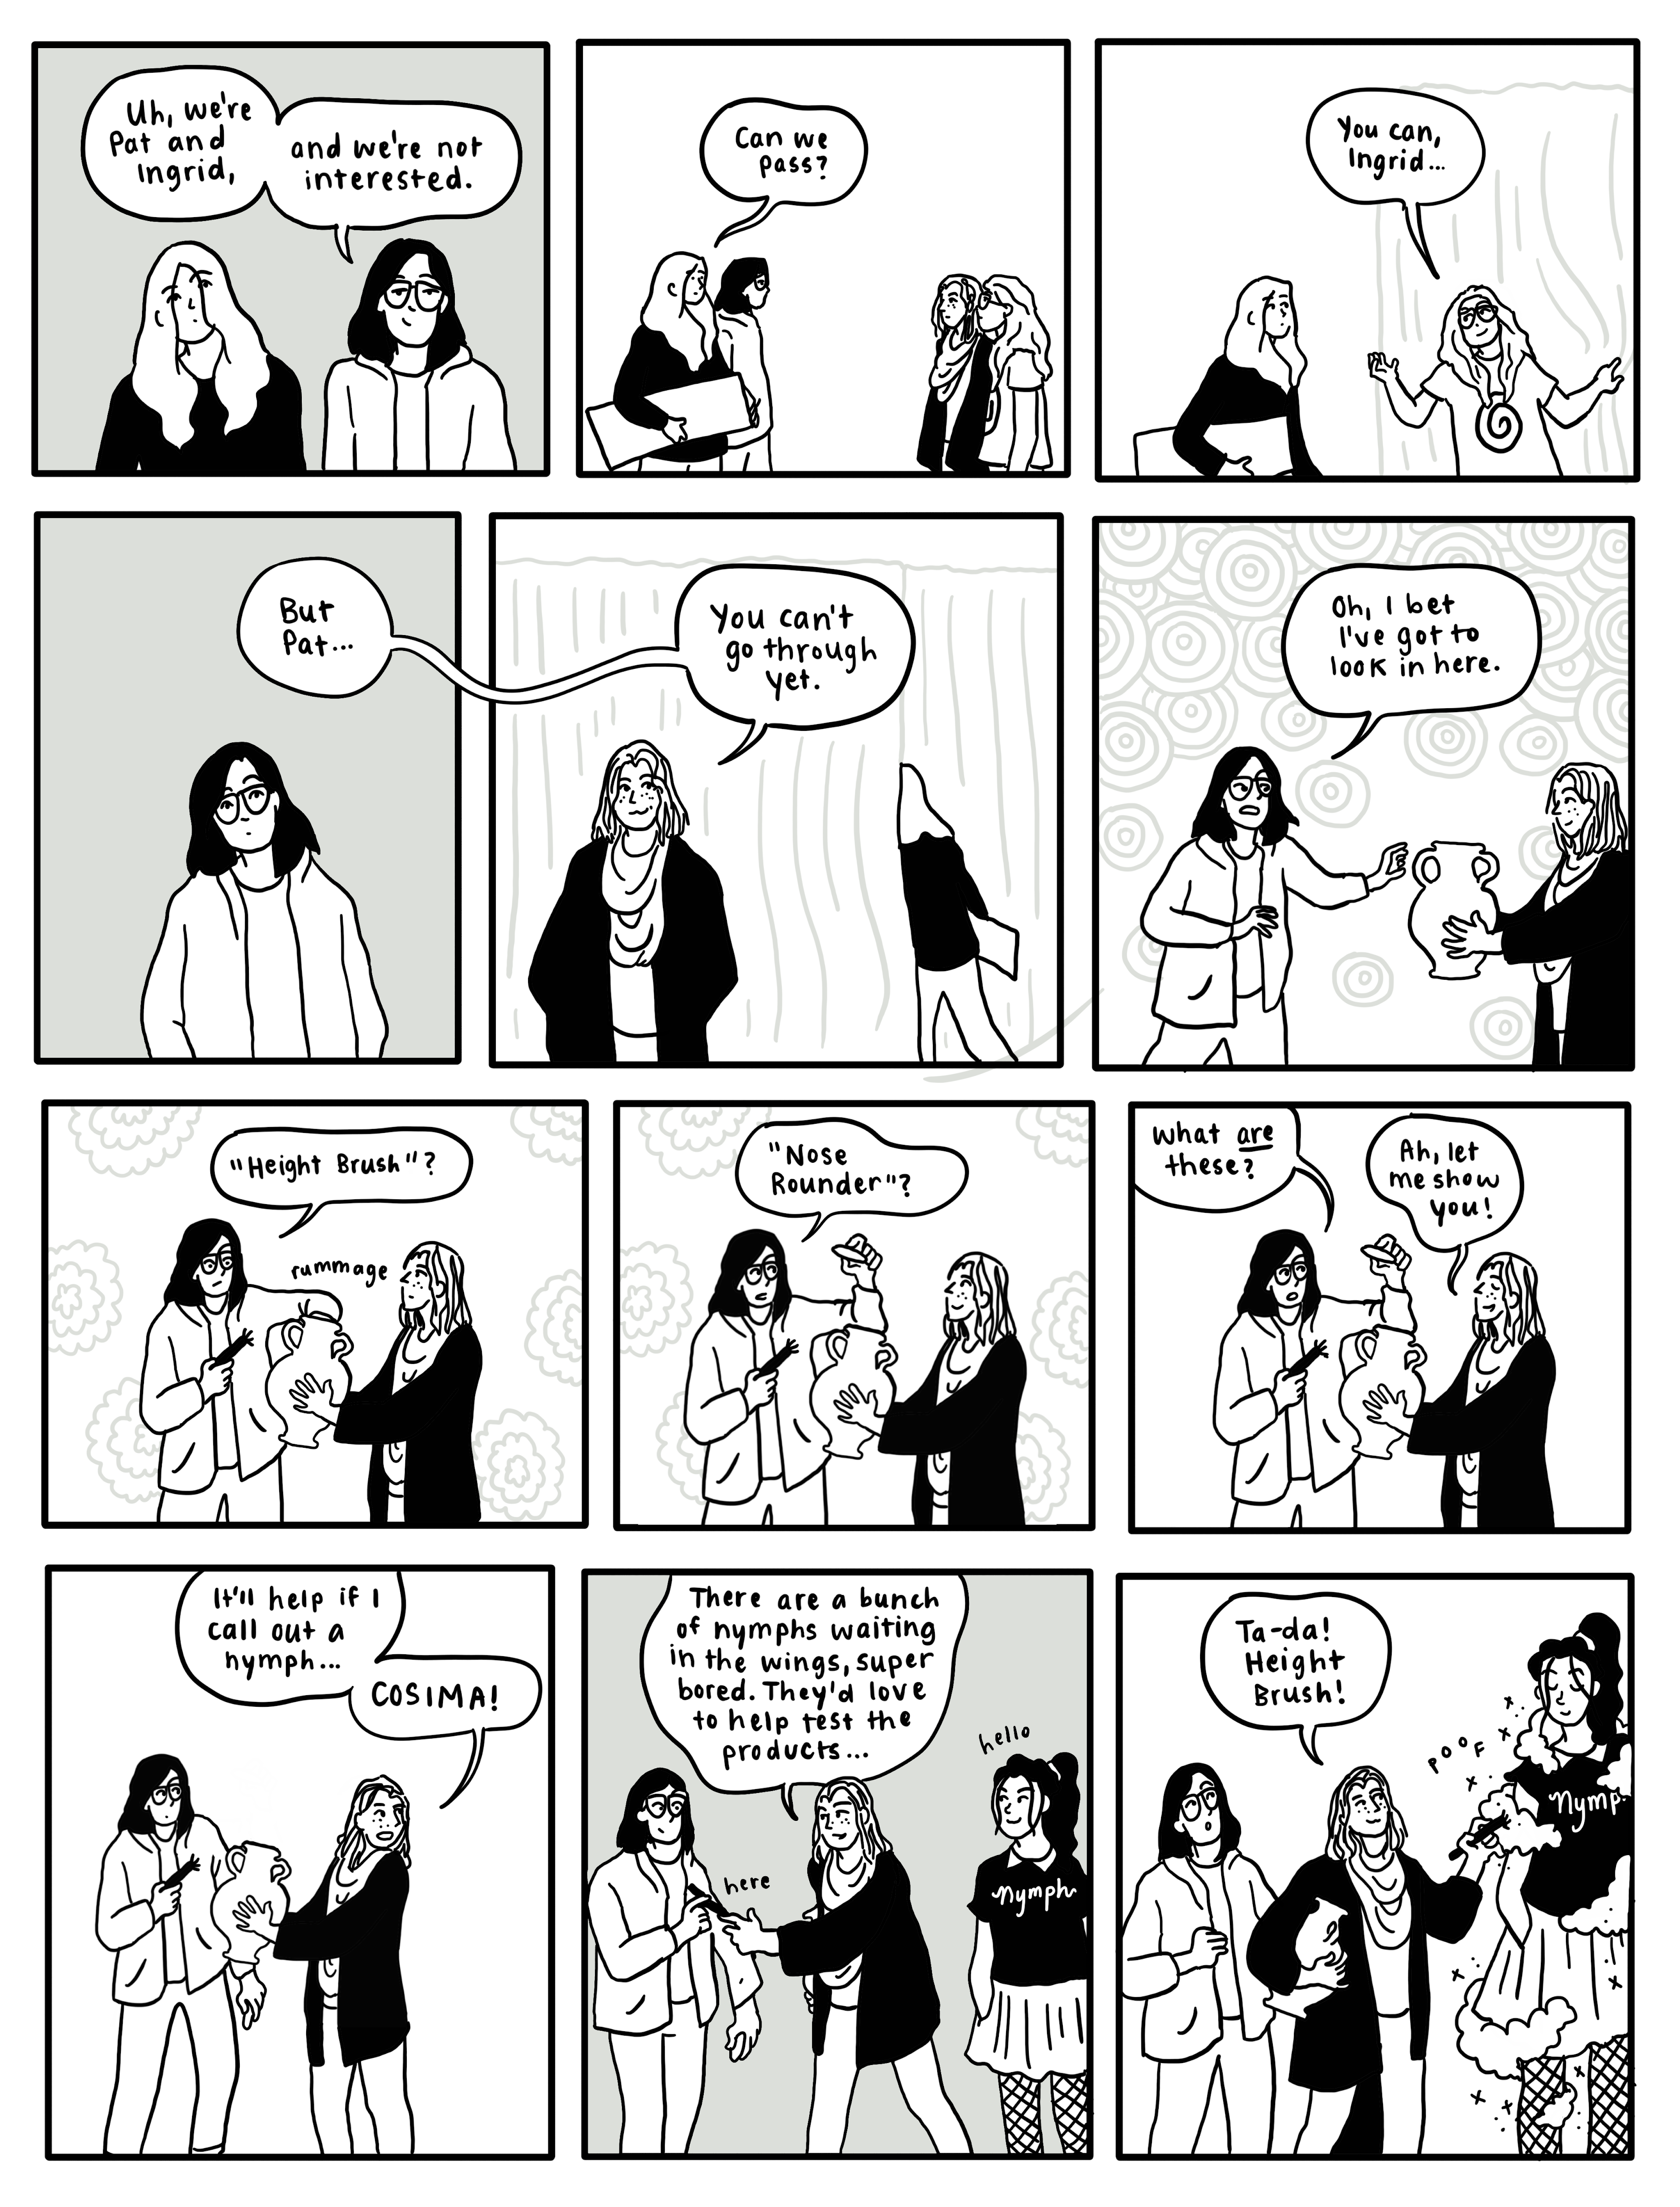 Uh, we're
Pat and
Ingrid,
and we're not
interested.
Can we
pass?
You can,
Ingrid...
But
Pat...
You can't
go through
yet.
Oh, I bet
I've got to
look in here.
"Height Brush"?
rummage
"Nose
Rounder"?
What are
these?
Ah, let
me show
you!
It'll help if I
call out a
nymph...
COSIMA!
There are a bunch
of nymphs waiting
in the wings, super
bored. They'd love
to help test the
products...
hello
here
nymph
Ta-da!
Height
Brush!
POOF
nymp